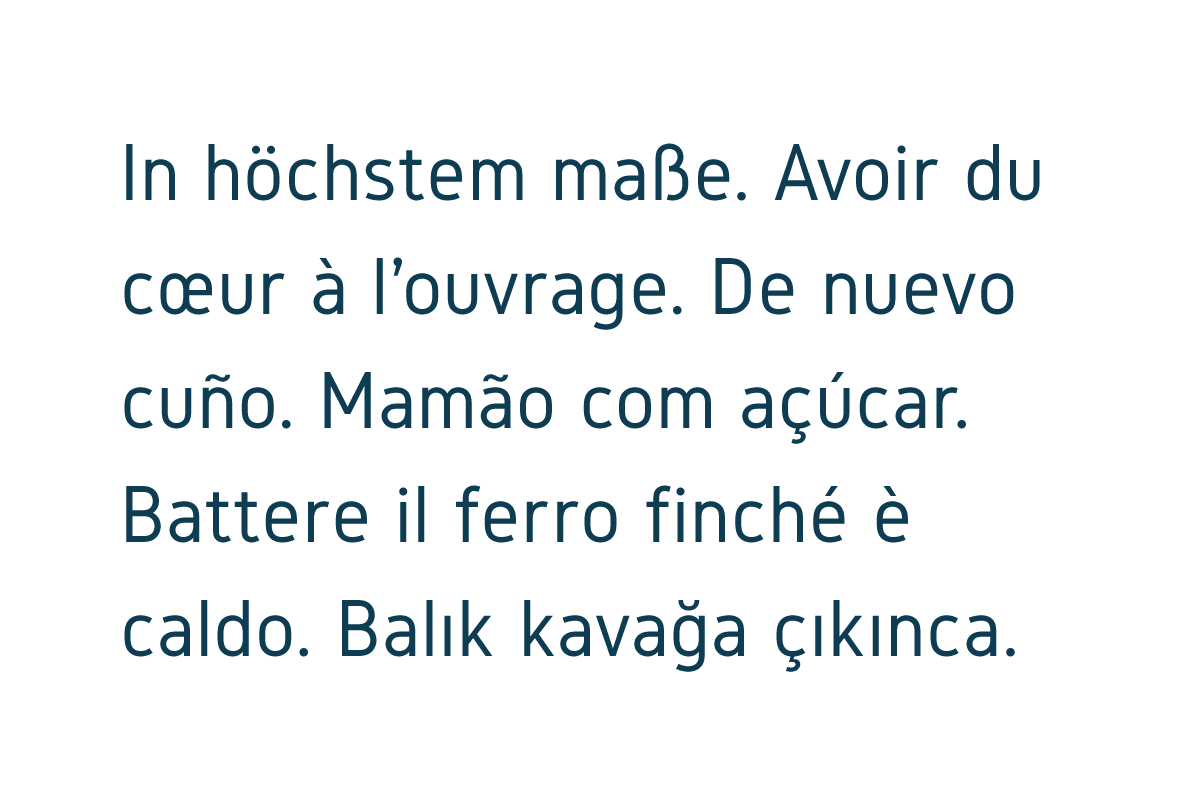 In höchstem maße. Avoir du
cœur à l’ouvrage. De nuevo
cuño. Mamão com açúcar.
Battere il ferro finché è
caldo. Balık kavağa çıkınca.